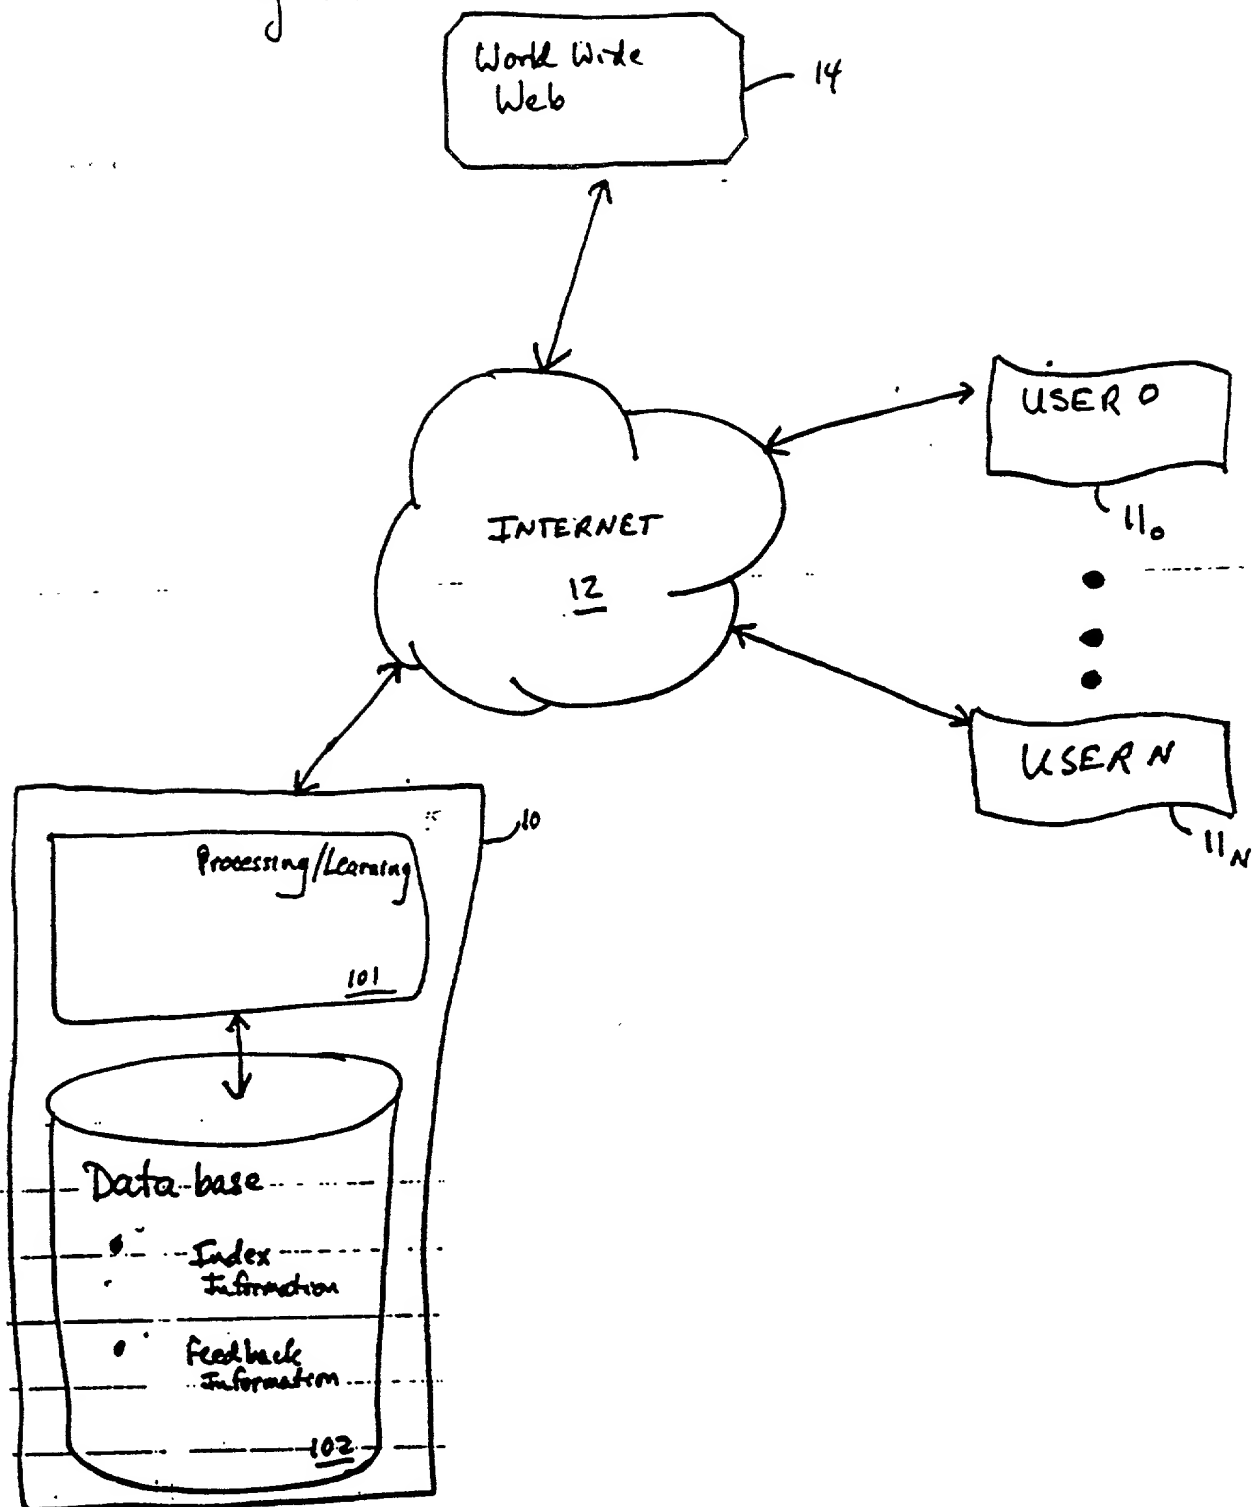 World Wide
Web
14
USER 0
11₀
INTERNET
12
USER N
11N
10
Processing/Learning
101
Data base
Index
Information
Feedback
Information
102